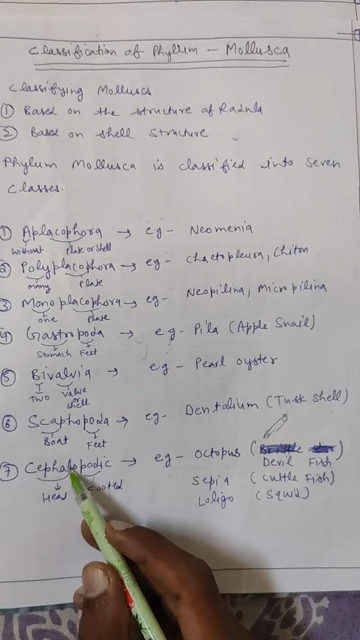 Classification of Phylum - Mollusca
Classifying Molluscs
① Based on the structure of Radula
② Based on shell structure
Phylum Mollusca is classified into seven
classes.
① Aplacophora → eg - Neomenia
without Plate or shell
② Polyplacophora → eg - Chaetopleura, Chiton
many Plate
③ Monoplacophora → eg - Neopilina, Micropilina
one Plate
④ Gastropoda → eg - Pila (Apple Snail)
Stomach Feet
⑤ Bivalvia → eg - Pearl oyster
Two valve shell
⑥ Scaphopoda → eg - Dentalium (Tusk Shell)
Boat Feet
⑦ Cephalopodic → eg - Octopus (Devil Fish
Head footed Sepia (Cuttle Fish)
Loligo (Squid)